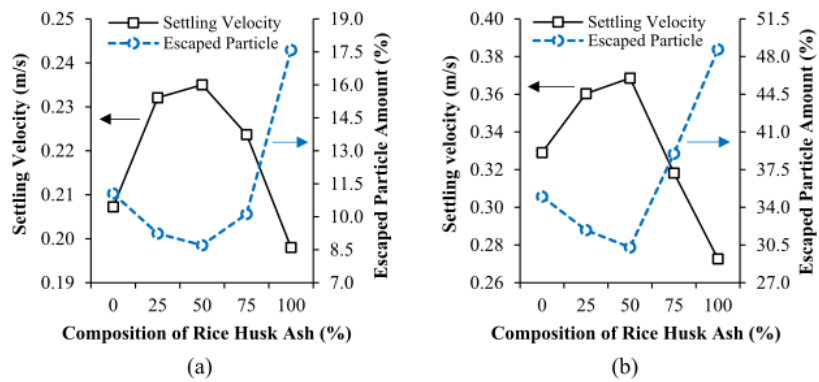 Settling Velocity
Escaped Particle
Settling Velocity (m/s)
0.25
0.24
0.23
0.22
0.21
0.20
0.19
19.0
17.5
16.0
14.5
13.0
11.5
10.0
8.5
7.0
Escaped Particle Amount (%)
0 25 50 75 100
Composition of Rice Husk Ash (%)
(a)
Settling Velocity
Escaped Particle
Settling velocity (m/s)
0.40
0.38
0.36
0.34
0.32
0.30
0.28
0.26
51.5
48.0
44.5
41.0
37.5
34.0
30.5
27.0
Escaped Particle Amount (%)
0 25 50 75 100
Composition of Rice Husk Ash (%)
(b)